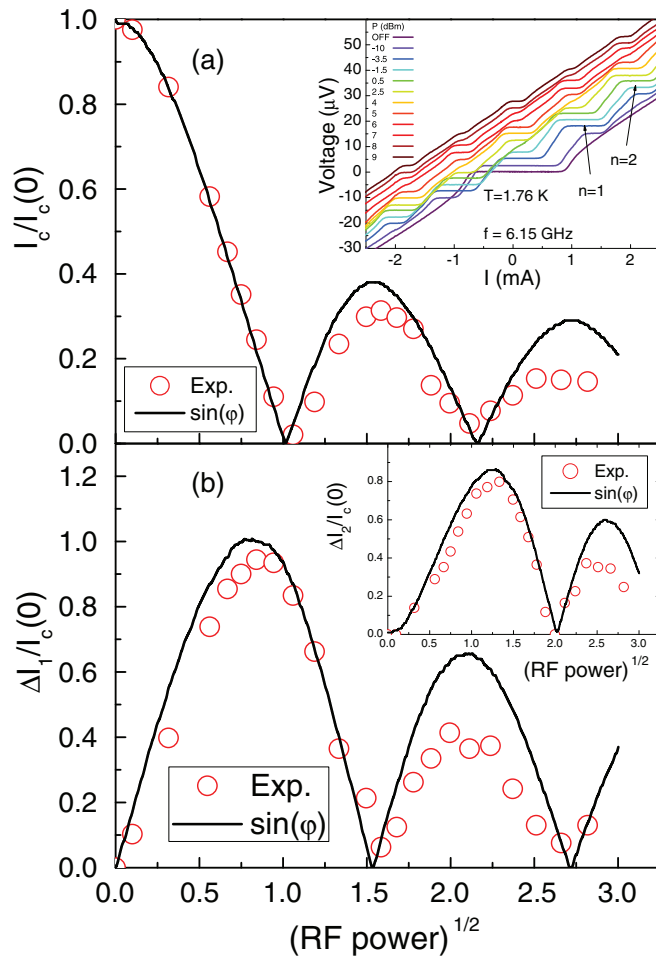 (a)
I_c/I_c(0)
1.0
0.8
0.6
0.4
0.2
0.0
Exp.
sin(φ)
P (dBm)
OFF
-10
-3.5
-1.5
0.5
2.5
4
5
6
7
8
9
Voltage (μV)
60
50
40
30
20
10
0
-10
-20
-30
n=2
n=1
T=1.76 K
f = 6.15 GHz
-2 -1 0 1 2
I (mA)
(b)
ΔI_1/I_c(0)
1.2
1.0
0.8
0.6
0.4
0.2
0.0
Exp.
sin(φ)
ΔI_2/I_c(0)
0.8
0.6
0.4
0.2
0.0
Exp.
sin(φ)
0.0 0.5 1.0 1.5 2.0 2.5 3.0
(RF power)^1/2
0.0 0.5 1.0 1.5 2.0 2.5 3.0
(RF power)^1/2